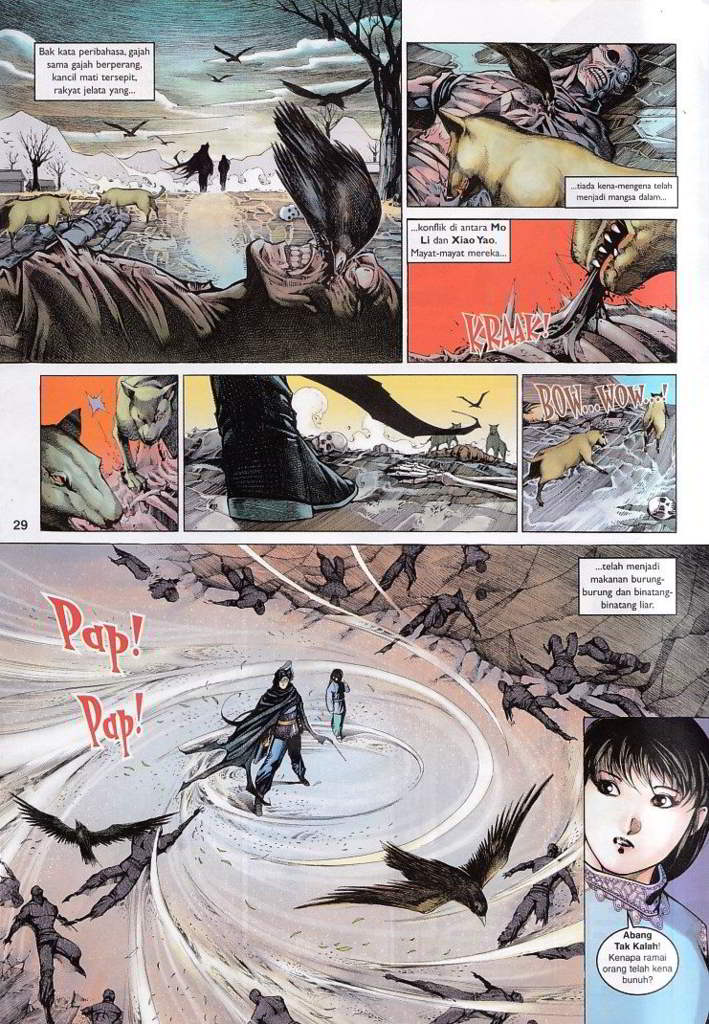 Bak kata peribahasa, gajah
sama gajah berperang,
kancil mati tersepit,
rakyat jelata yang...
...tiada kena-mengena telah
menjadi mangsa dalam...
...konflik di antara Mo
Li dan Xiao Yao.
Mayat-mayat mereka...
KRAAK!
BOW...WOW...!
29
...telah menjadi
makanan burung-
burung dan binatang-
binatang liar.
Pap!
Pap!
Abang
Tak Kalah!
Kenapa ramai
orang telah kena
bunuh?